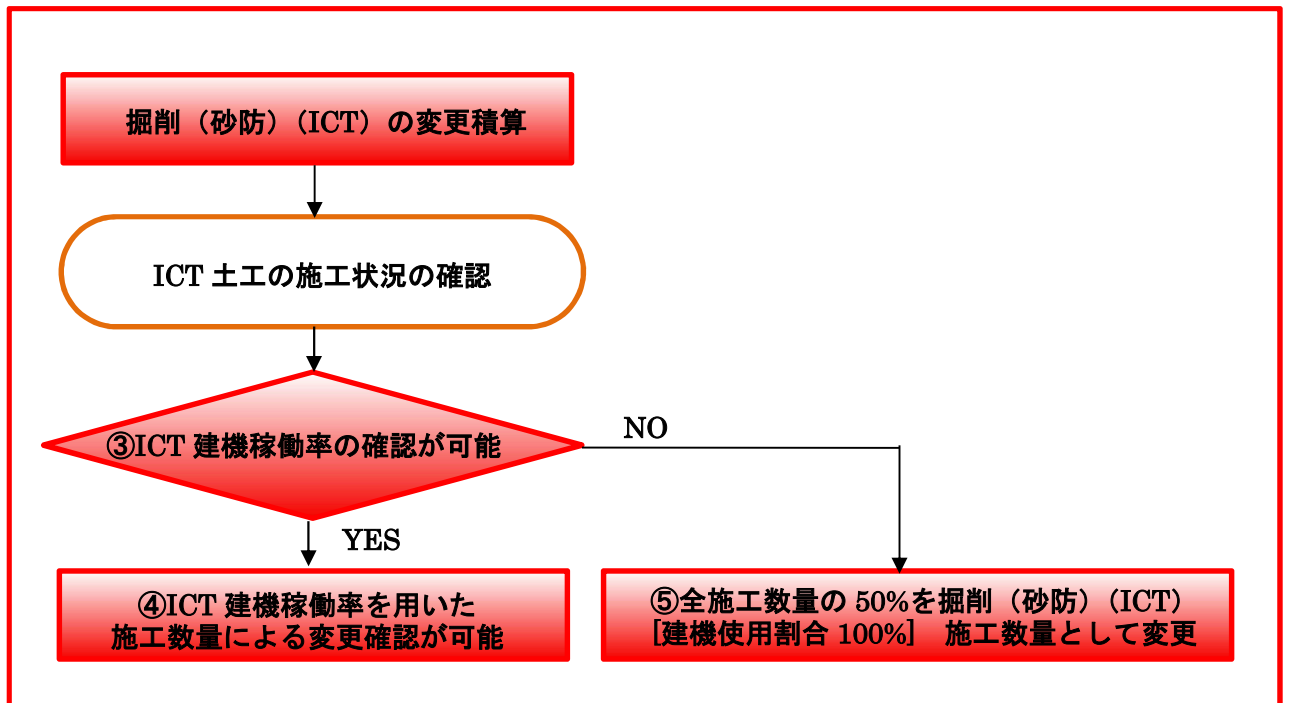 掘削（砂防）（ICT）の変更積算
ICT 土工の施工状況の確認
③ICT 建機稼働率の確認が可能
NO
YES
④ICT 建機稼働率を用いた
施工数量による変更確認が可能
⑤全施工数量の 50%を掘削（砂防）（ICT）
[建機使用割合 100%]　施工数量として変更